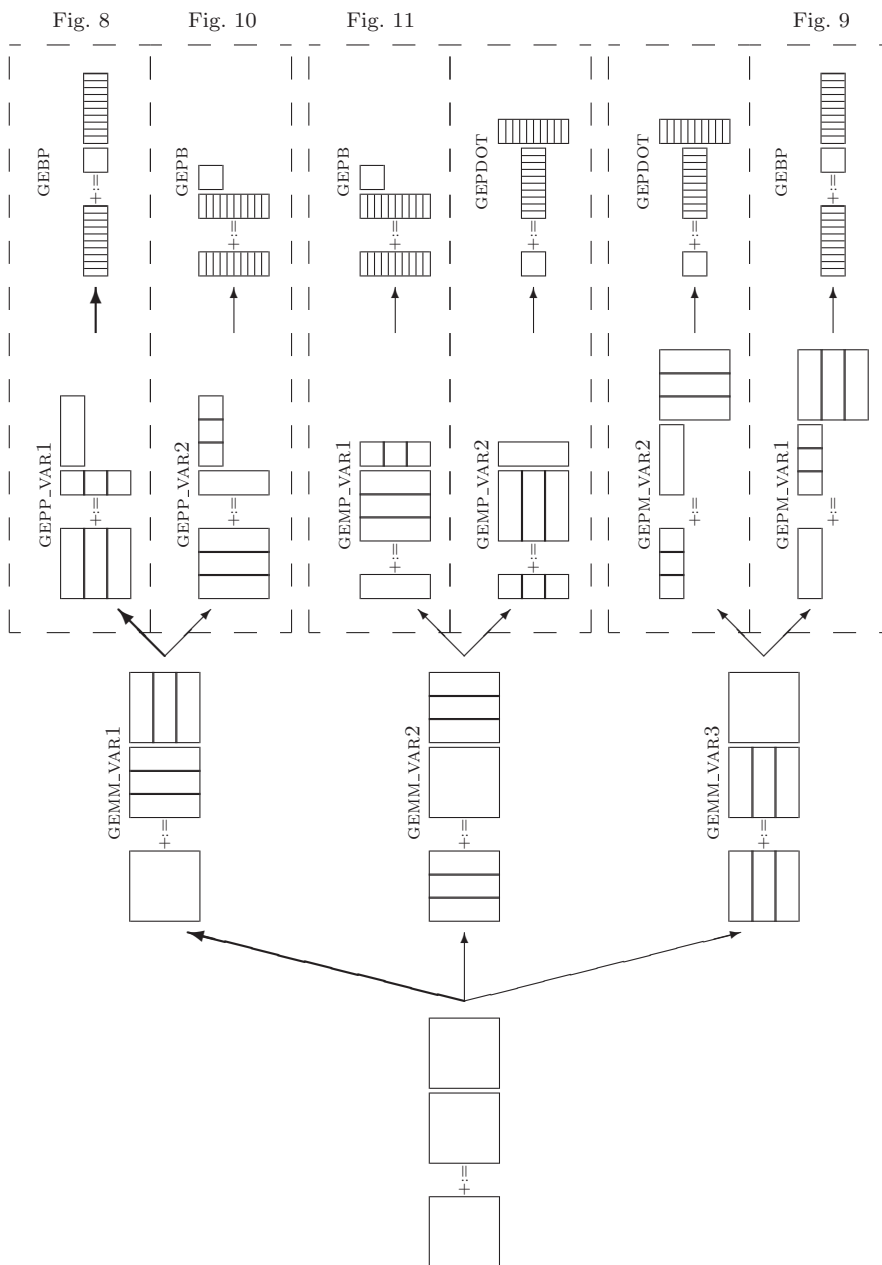 Fig. 8
Fig. 10
Fig. 11
Fig. 9
GEBP
+:=
GEPB
+:=
GEPB
+:=
GEPDOT
+:=
GEPDOT
+:=
GEBP
+:=
GEPP_VAR1
+:=
GEPP_VAR2
+:=
GEMP_VAR1
+:=
GEMP_VAR2
+:=
GEPM_VAR2
+:=
GEPM_VAR1
+:=
GEMM_VAR1
+:=
GEMM_VAR2
+:=
GEMM_VAR3
+:=
+:=